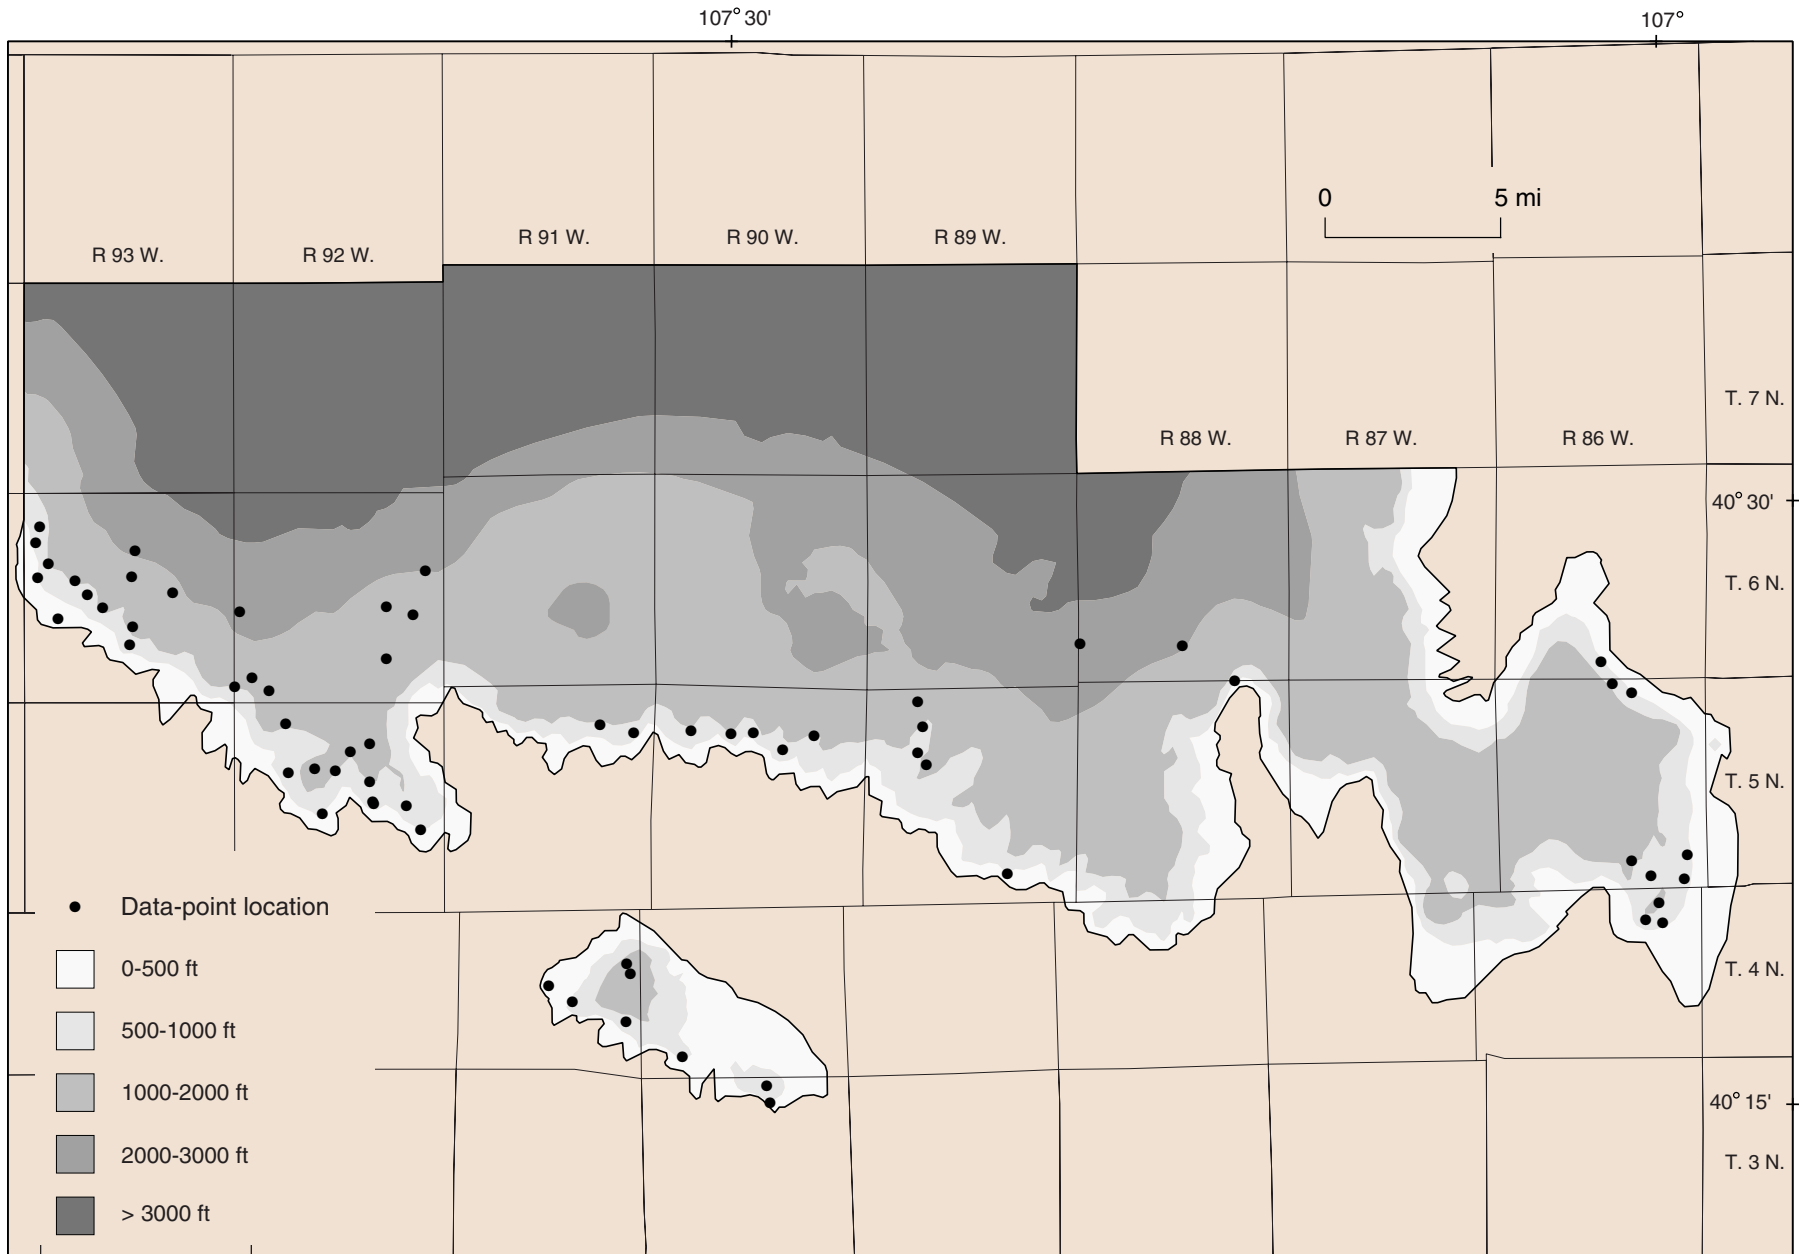 107° 30'
107°
0 5 mi
R 93 W.
R 92 W.
R 91 W.
R 90 W.
R 89 W.
T. 7 N.
R 88 W.
R 87 W.
R 86 W.
40° 30'
T. 6 N.
T. 5 N.
Data-point location
0-500 ft
T. 4 N.
500-1000 ft
1000-2000 ft
40° 15'
2000-3000 ft
T. 3 N.
> 3000 ft